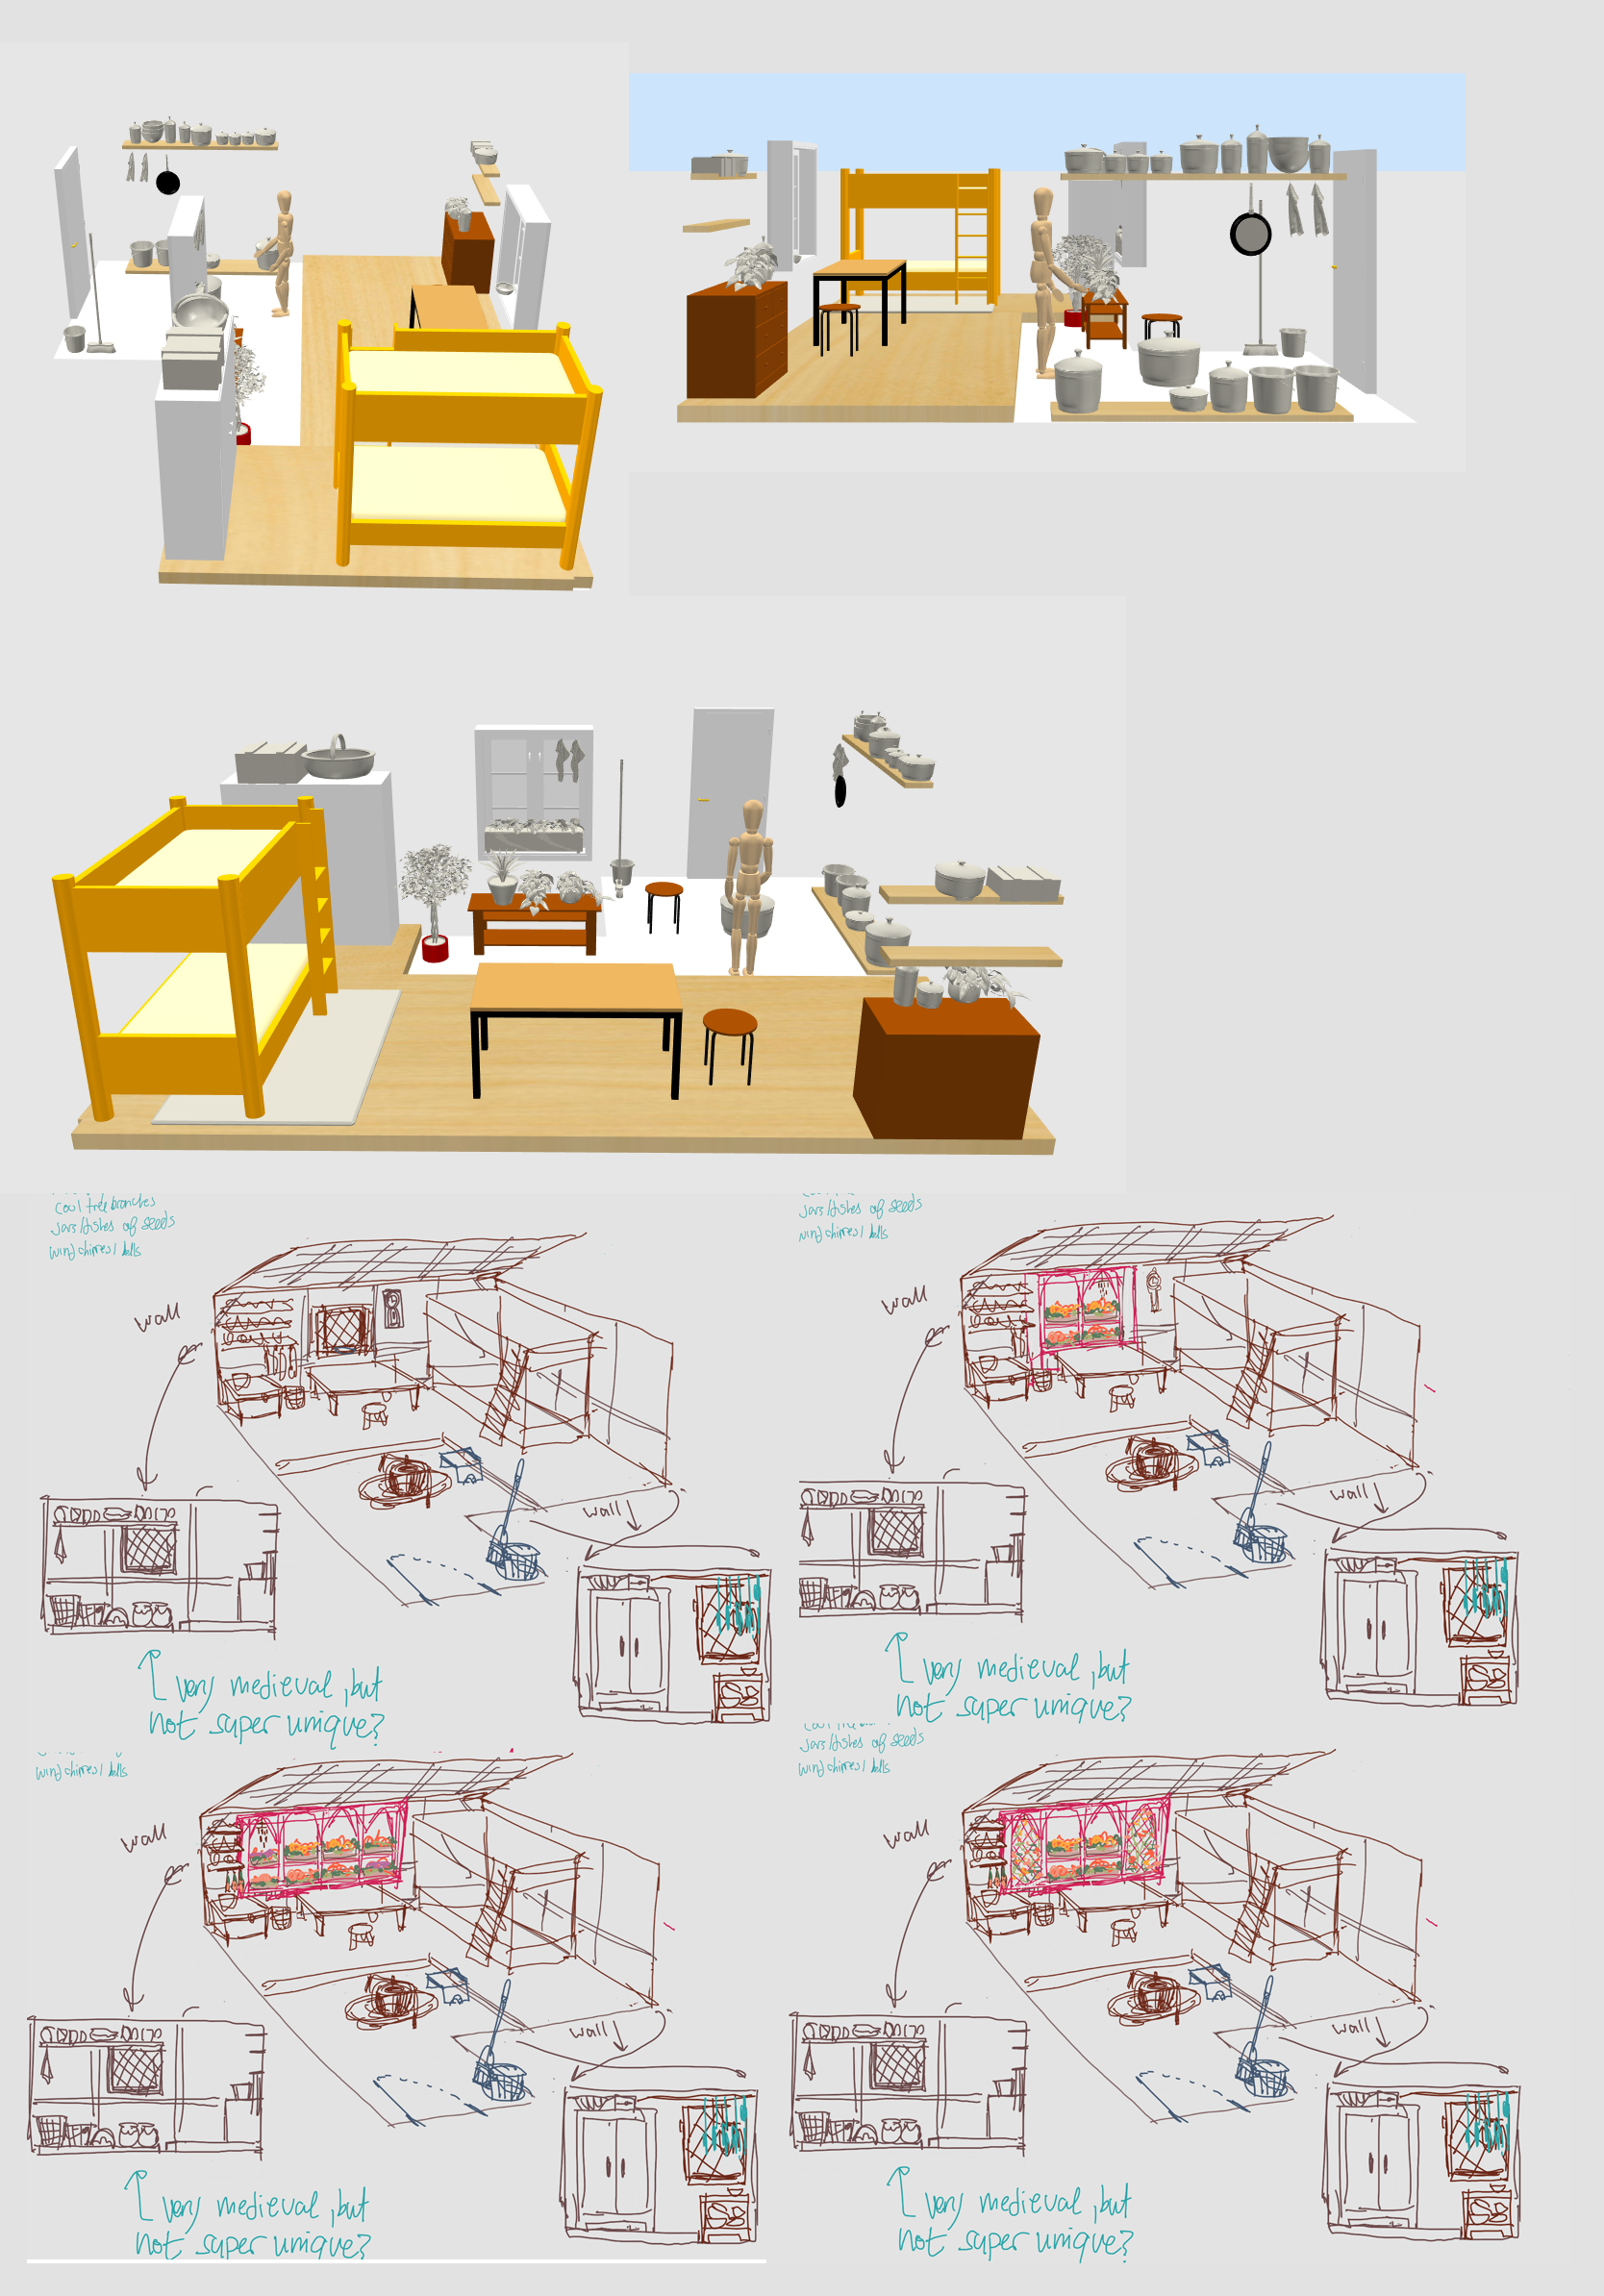 cool tree branches
jars/dishes of seeds
wind chimes / bells
wall
wall
very medieval, but
not super unique?
jars/dishes of seeds
wind chimes / bells
wall
wall
very medieval, but
not super unique?
wind chimes / bells
wall
wall
very medieval, but
not super unique?
jars/dishes of seeds
wind chimes / bells
wall
wall
very medieval, but
not super unique?